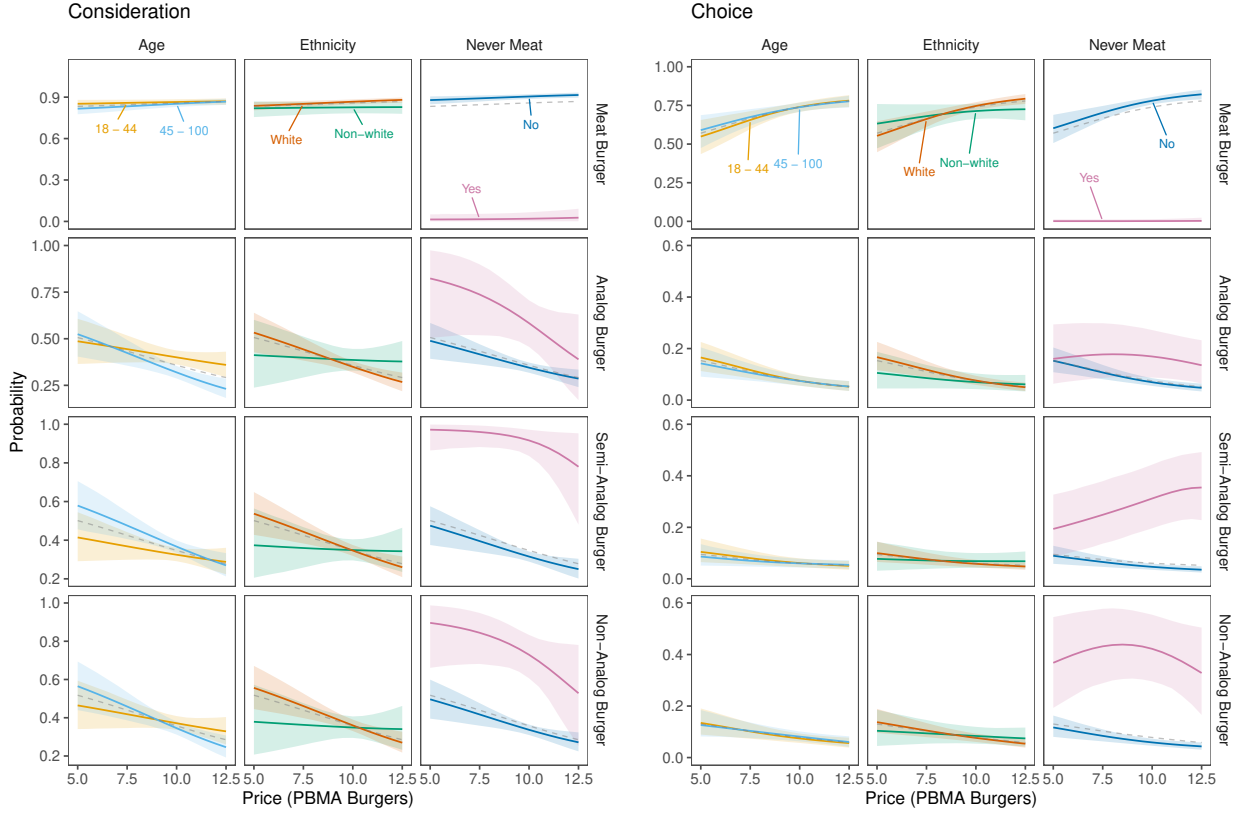 Consideration
Choice
Age
Ethnicity
Never Meat
Age
Ethnicity
Never Meat
0.9
0.6
0.3
0.0
18 − 44
45 − 100
White
Non−white
No
Yes
Meat Burger
1.00
0.75
0.50
0.25
0.00
18 − 44
45 − 100
White
Non−white
No
Yes
Meat Burger
1.00
0.75
0.50
0.25
Analog Burger
0.6
0.4
0.2
0.0
Analog Burger
Probability
1.0
0.8
0.6
0.4
0.2
Semi−Analog Burger
0.6
0.4
0.2
0.0
Semi−Analog Burger
1.0
0.8
0.6
0.4
0.2
Non−Analog Burger
0.6
0.4
0.2
0.0
Non−Analog Burger
5.0 7.5 10.0 12.5 5.0 7.5 10.0 12.5 5.0 7.5 10.0 12.5
5.0 7.5 10.0 12.5 5.0 7.5 10.0 12.5 5.0 7.5 10.0 12.5
Price (PBMA Burgers)
Price (PBMA Burgers)